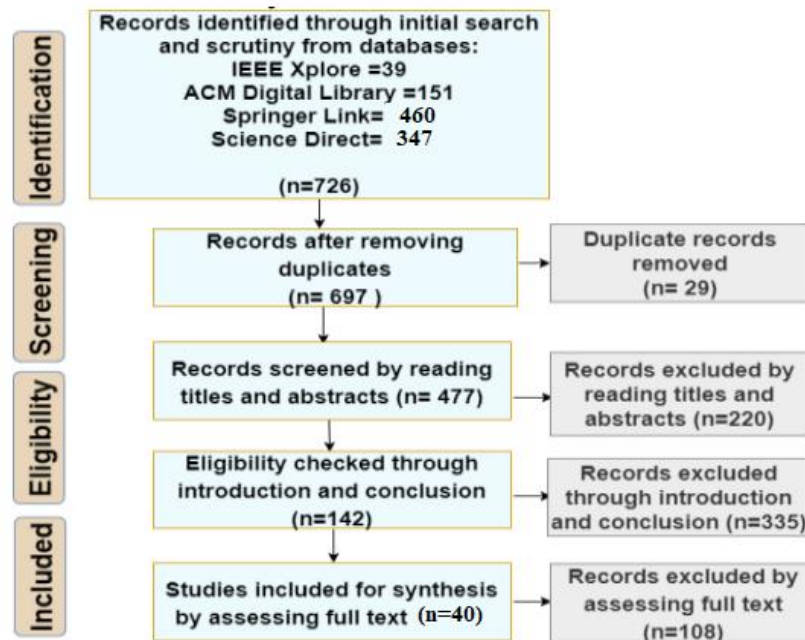 Identification
Records identified through initial search
and scrutiny from databases:
IEEE Xplore =39
ACM Digital Library =151
Springer Link= 460
Science Direct= 347
(n=726)
Screening
Records after removing
duplicates
(n= 697 )
Duplicate records
removed
(n= 29)
Records screened by reading
titles and abstracts (n= 477)
Records excluded by
reading titles and
abstracts (n=220)
Eligibility
Eligibility checked through
introduction and conclusion
(n=142)
Records excluded
through introduction
and conclusion (n=335)
Included
Studies included for synthesis
by assessing full text (n=40)
Records excluded by
assessing full text
(n=108)